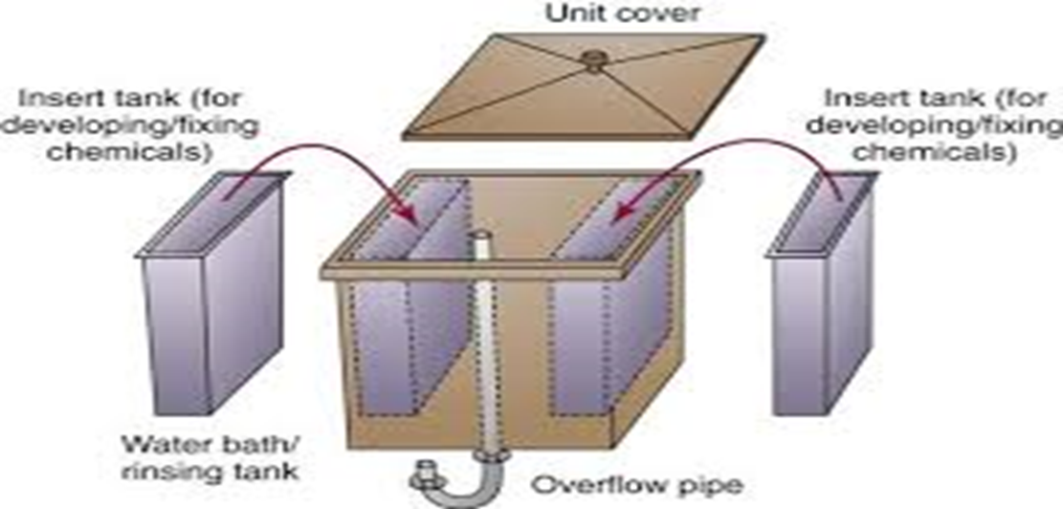 Unit cover
Insert tank (for
developing/fixing
chemicals)
Insert tank (for
developing/fixing
chemicals)
Water bath/
rinsing tank
Overflow pipe